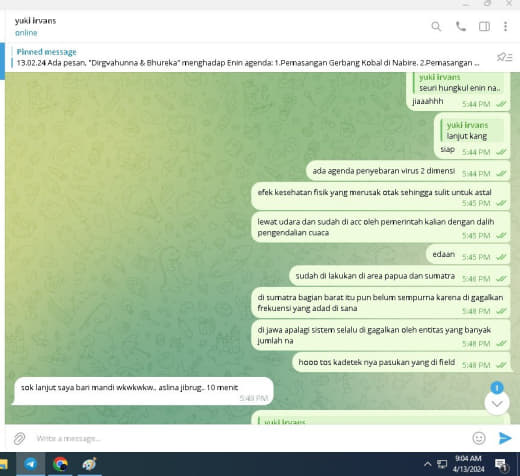 yuki irvans
online
Pinned message
13.02.24 Ada pesan, "Dirgvahunna & Bhureka" menghadap Enin agenda: 1.Pemasangan Gerbang Kobal di Nabire. 2.Pemasangan ...
yuki irvans
seuri hungkul enin na..
jiaaahhh 5:44 PM
yuki irvans
lanjut kang
siap 5:44 PM
ada agenda penyebaran virus 2 dimensi 5:44 PM
efek kesehatan fisik yang merusak otak sehingga sulit untuk astal
5:45 PM
lewat udara dan sudah di acc oleh pemerintah kalian dengan dalih
pengendalian cuaca 5:45 PM
edaan 5:45 PM
sudah di lakukan di area papua dan sumatra 5:46 PM
di sumatra bagian barat itu pun belum sempurna karena di gagalkan
frekuensi yang adad di sana 5:48 PM
di jawa apalagi sistem selalu di gagalkan oleh entitas yang banyak
jumlah na 5:48 PM
hooo tos kadetek nya pasukan yang di field 5:48 PM
sok lanjut saya bari mandi wkwkwkw.. aslina jibrug.. 10 menit
5:49 PM
1
yuki irvans
Write a message...
9:04 AM
4/13/2024